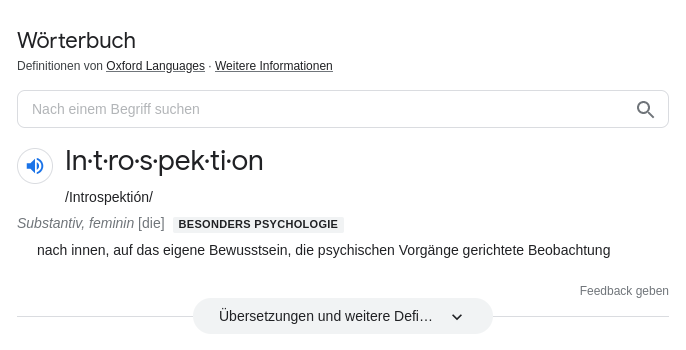 Wörterbuch
Definitionen von Oxford Languages · Weitere Informationen
Nach einem Begriff suchen
In·t·ro·s·pek·ti·on
/Introspektión/
Substantiv, feminin [die] BESONDERS PSYCHOLOGIE
nach innen, auf das eigene Bewusstsein, die psychischen Vorgänge gerichtete Beobachtung
Feedback geben
Übersetzungen und weitere Defi…